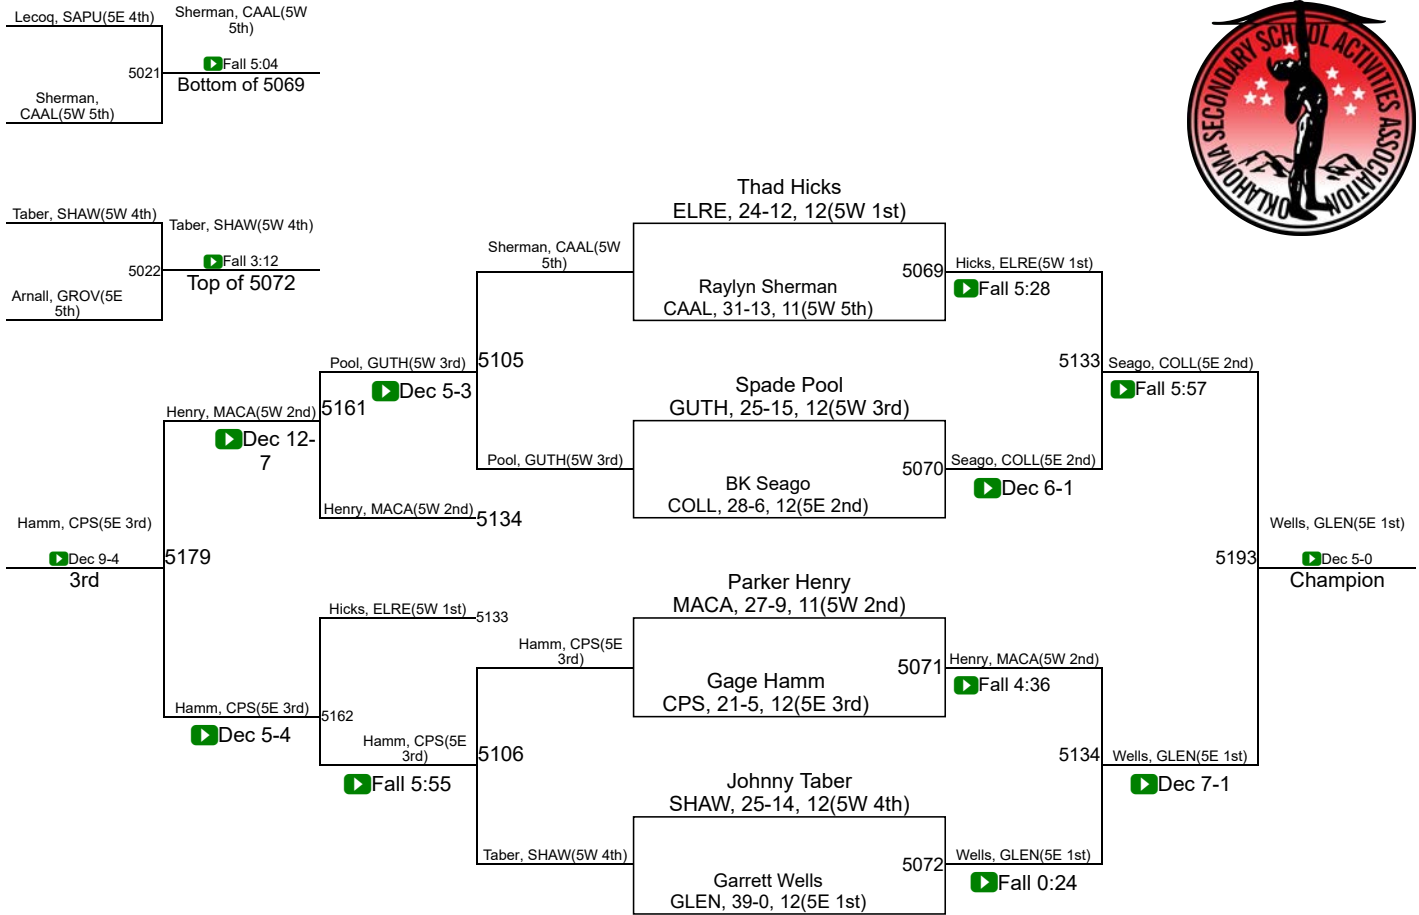 Lecoq, SAPU(5E 4th)
Sherman, CAAL(5W
5th)
5021
Fall 5:04
Bottom of 5069
Sherman,
CAAL(5W 5th)
OKLAHOMA SECONDARY SCHOOL ACTIVITIES ASSOCIATION
Taber, SHAW(5W 4th)
Taber, SHAW(5W 4th)
5022
Fall 3:12
Top of 5072
Arnall, GROV(5E
5th)
Thad Hicks
ELRE, 24-12, 12(5W 1st)
Sherman, CAAL(5W
5th)
5069
Hicks, ELRE(5W 1st)
Fall 5:28
Raylyn Sherman
CAAL, 31-13, 11(5W 5th)
Pool, GUTH(5W 3rd)
5105
Dec 5-3
5133
Seago, COLL(5E 2nd)
Fall 5:57
Spade Pool
GUTH, 25-15, 12(5W 3rd)
Henry, MACA(5W 2nd)
5161
Dec 12-
7
Pool, GUTH(5W 3rd)
5070
Seago, COLL(5E 2nd)
Dec 6-1
BK Seago
COLL, 28-6, 12(5E 2nd)
Henry, MACA(5W 2nd)
5134
Hamm, CPS(5E 3rd)
Dec 9-4
3rd
5179
5193
Wells, GLEN(5E 1st)
Dec 5-0
Champion
Parker Henry
MACA, 27-9, 11(5W 2nd)
Hicks, ELRE(5W 1st)
5133
Hamm, CPS(5E
3rd)
5071
Henry, MACA(5W 2nd)
Fall 4:36
Gage Hamm
CPS, 21-5, 12(5E 3rd)
Hamm, CPS(5E 3rd)
5162
Dec 5-4
Hamm, CPS(5E
3rd)
5106
Fall 5:55
5134
Wells, GLEN(5E 1st)
Dec 7-1
Johnny Taber
SHAW, 25-14, 12(5W 4th)
Taber, SHAW(5W 4th)
5072
Wells, GLEN(5E 1st)
Fall 0:24
Garrett Wells
GLEN, 39-0, 12(5E 1st)